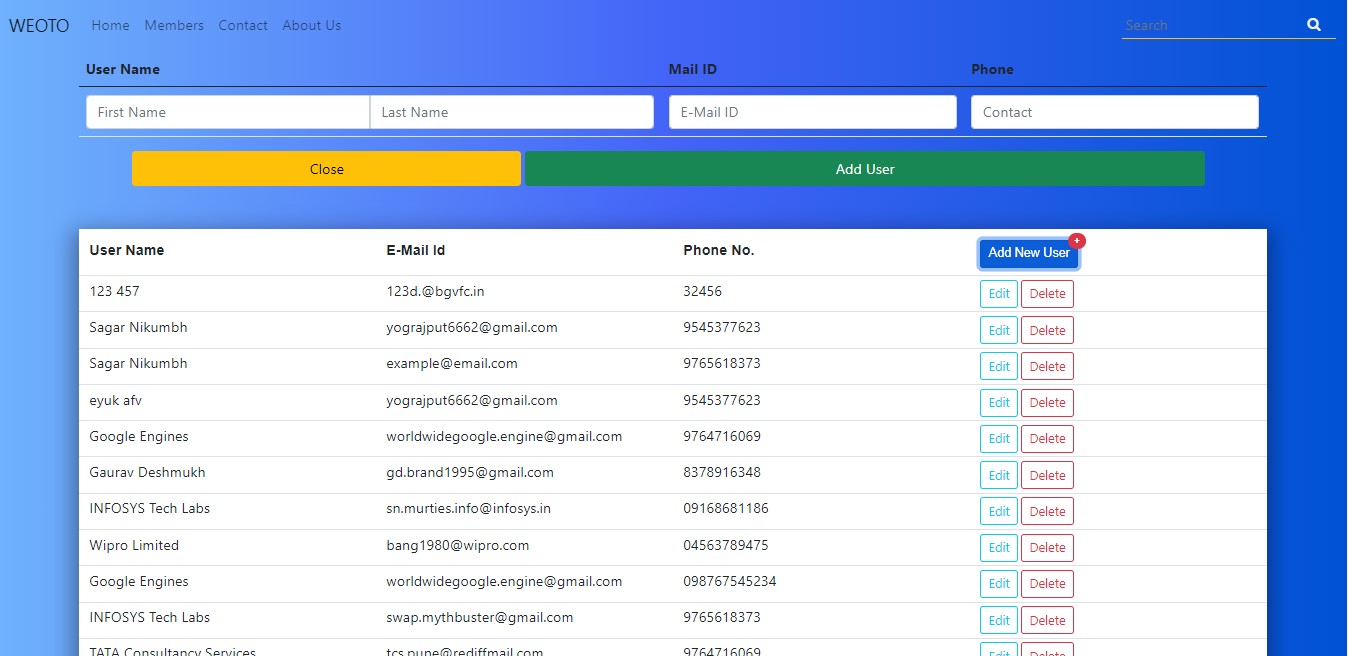 WEOTO Home Members Contact About Us Search
User Name Mail ID Phone
First Name Last Name E-Mail ID Contact
Close Add User
User Name E-Mail Id Phone No. Add New User +
123 457 123d.@bgvfc.in 32456 Edit Delete
Sagar Nikumbh yograjput6662@gmail.com 9545377623 Edit Delete
Sagar Nikumbh example@email.com 9765618373 Edit Delete
eyuk afv yograjput6662@gmail.com 9545377623 Edit Delete
Google Engines worldwidegoogle.engine@gmail.com 9764716069 Edit Delete
Gaurav Deshmukh gd.brand1995@gmail.com 8378916348 Edit Delete
INFOSYS Tech Labs sn.murties.info@infosys.in 09168681186 Edit Delete
Wipro Limited bang1980@wipro.com 04563789475 Edit Delete
Google Engines worldwidegoogle.engine@gmail.com 098767545234 Edit Delete
INFOSYS Tech Labs swap.mythbuster@gmail.com 9765618373 Edit Delete
TATA Consultancy Services tcs.pune@rediffmail.com 9764716069 Edit Delete